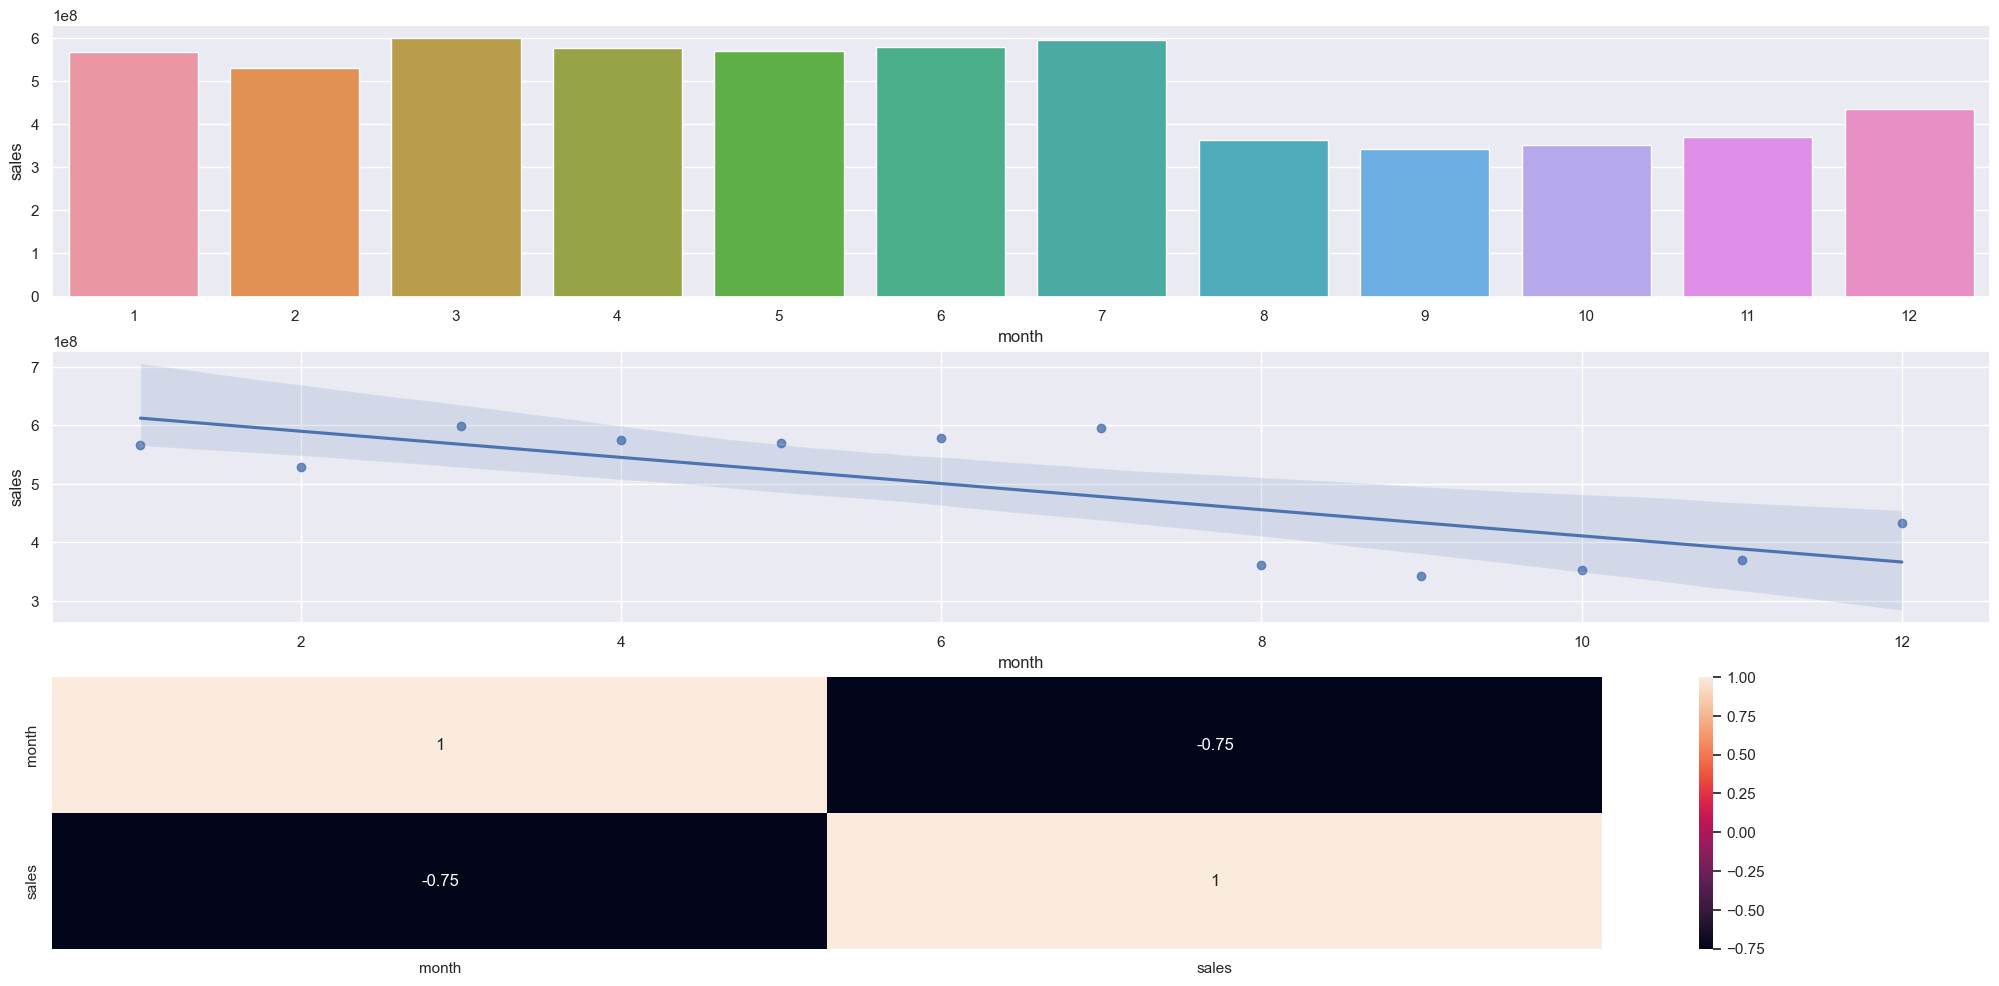 1e8
6
5
4
3
2
1
0
sales
1 2 3 4 5 6 7 8 9 10 11 12
month
1e8
7
6
5
4
3
sales
2 4 6 8 10 12
month
month
1 -0.75
sales
-0.75 1
month sales
1.00
0.75
0.50
0.25
0.00
−0.25
−0.50
−0.75